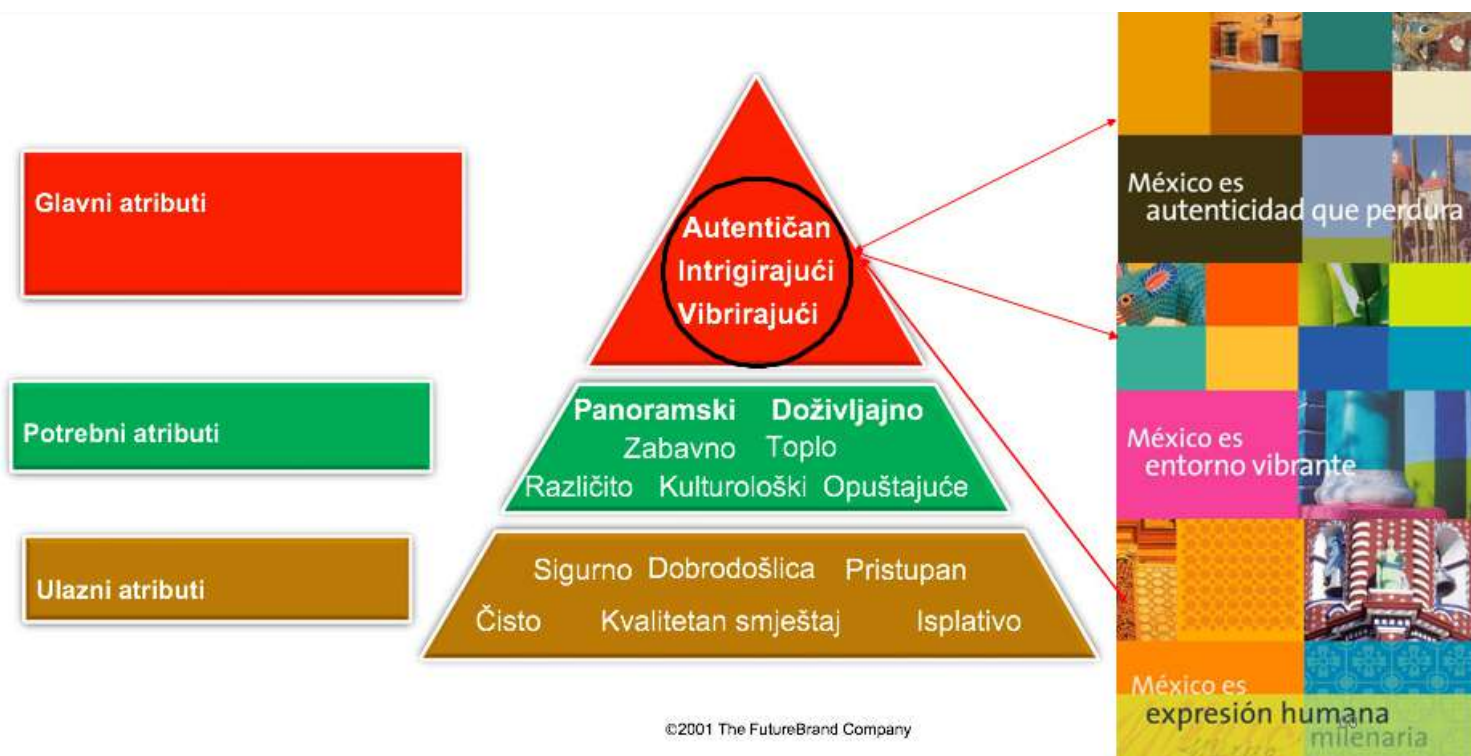 Glavni atributi
Potrebni atributi
Ulazni atributi
Autentičan
Intrigirajući
Vibrirajući
Panoramski Doživljajno
Zabavno Toplo
Različito Kulturološki Opuštajuće
Sigurno Dobrodošlica Pristupan
Čisto Kvalitetan smještaj Isplativo
©2001 The FutureBrand Company
México es
autenticidad que perdura
México es
entorno vibrante
México es
expresión humana
milenaria